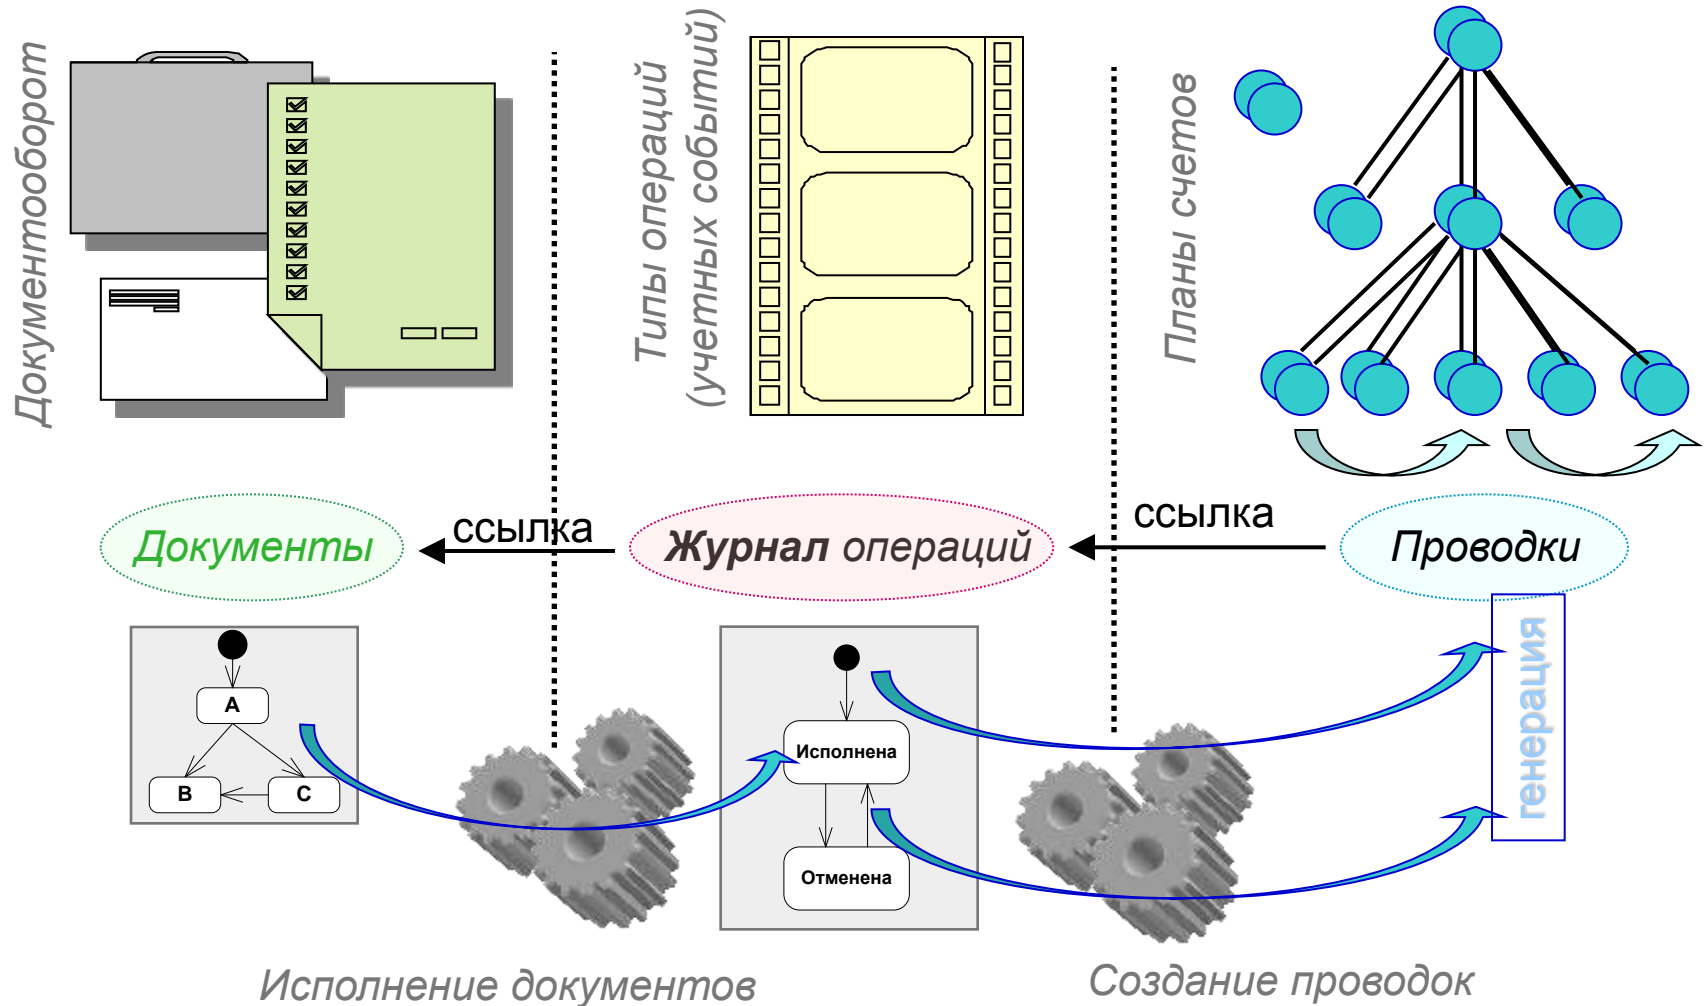 Документооборот
Типы операций
(учетных событий)
Планы счетов
Документы
ссылка
Журнал операций
ссылка
Проводки
A
B
C
Исполнена
Отменена
генерация
Исполнение документов
Создание проводок